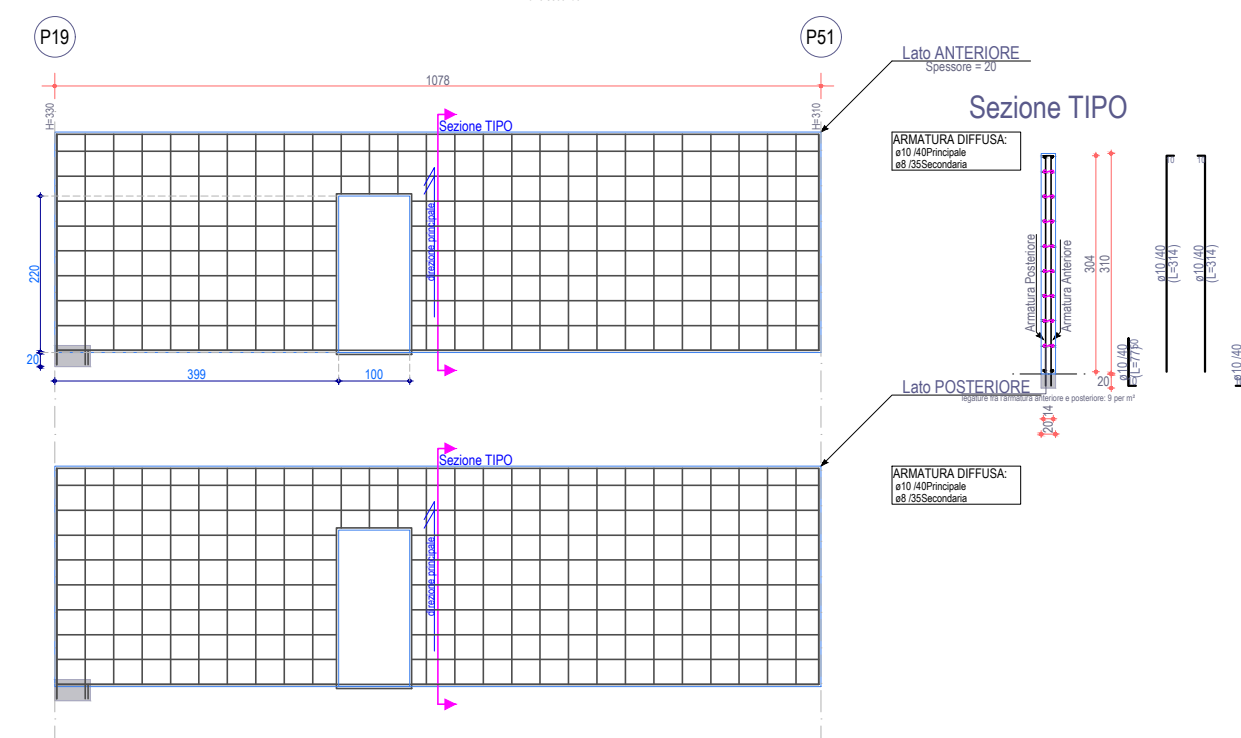 P19
P51
1078
H=330
H=310
Sezione TIPO
direzione principale
220
20
399
100
Lato ANTERIORE
Spessore = 20
Sezione TIPO
ARMATURA DIFFUSA:
ø10 /40Principale
ø8 /35Secondaria
Armatura Posteriore
Armatura Anteriore
304
310
20
14
20
ø10 /40
(L=77)
ø10 /40
(L=314)
10
ø10 /40
(L=314)
10
ø10 /40
legature fra l'armatura anteriore e posteriore: 9 per m²
Lato POSTERIORE
Sezione TIPO
direzione principale
ARMATURA DIFFUSA:
ø10 /40Principale
ø8 /35Secondaria